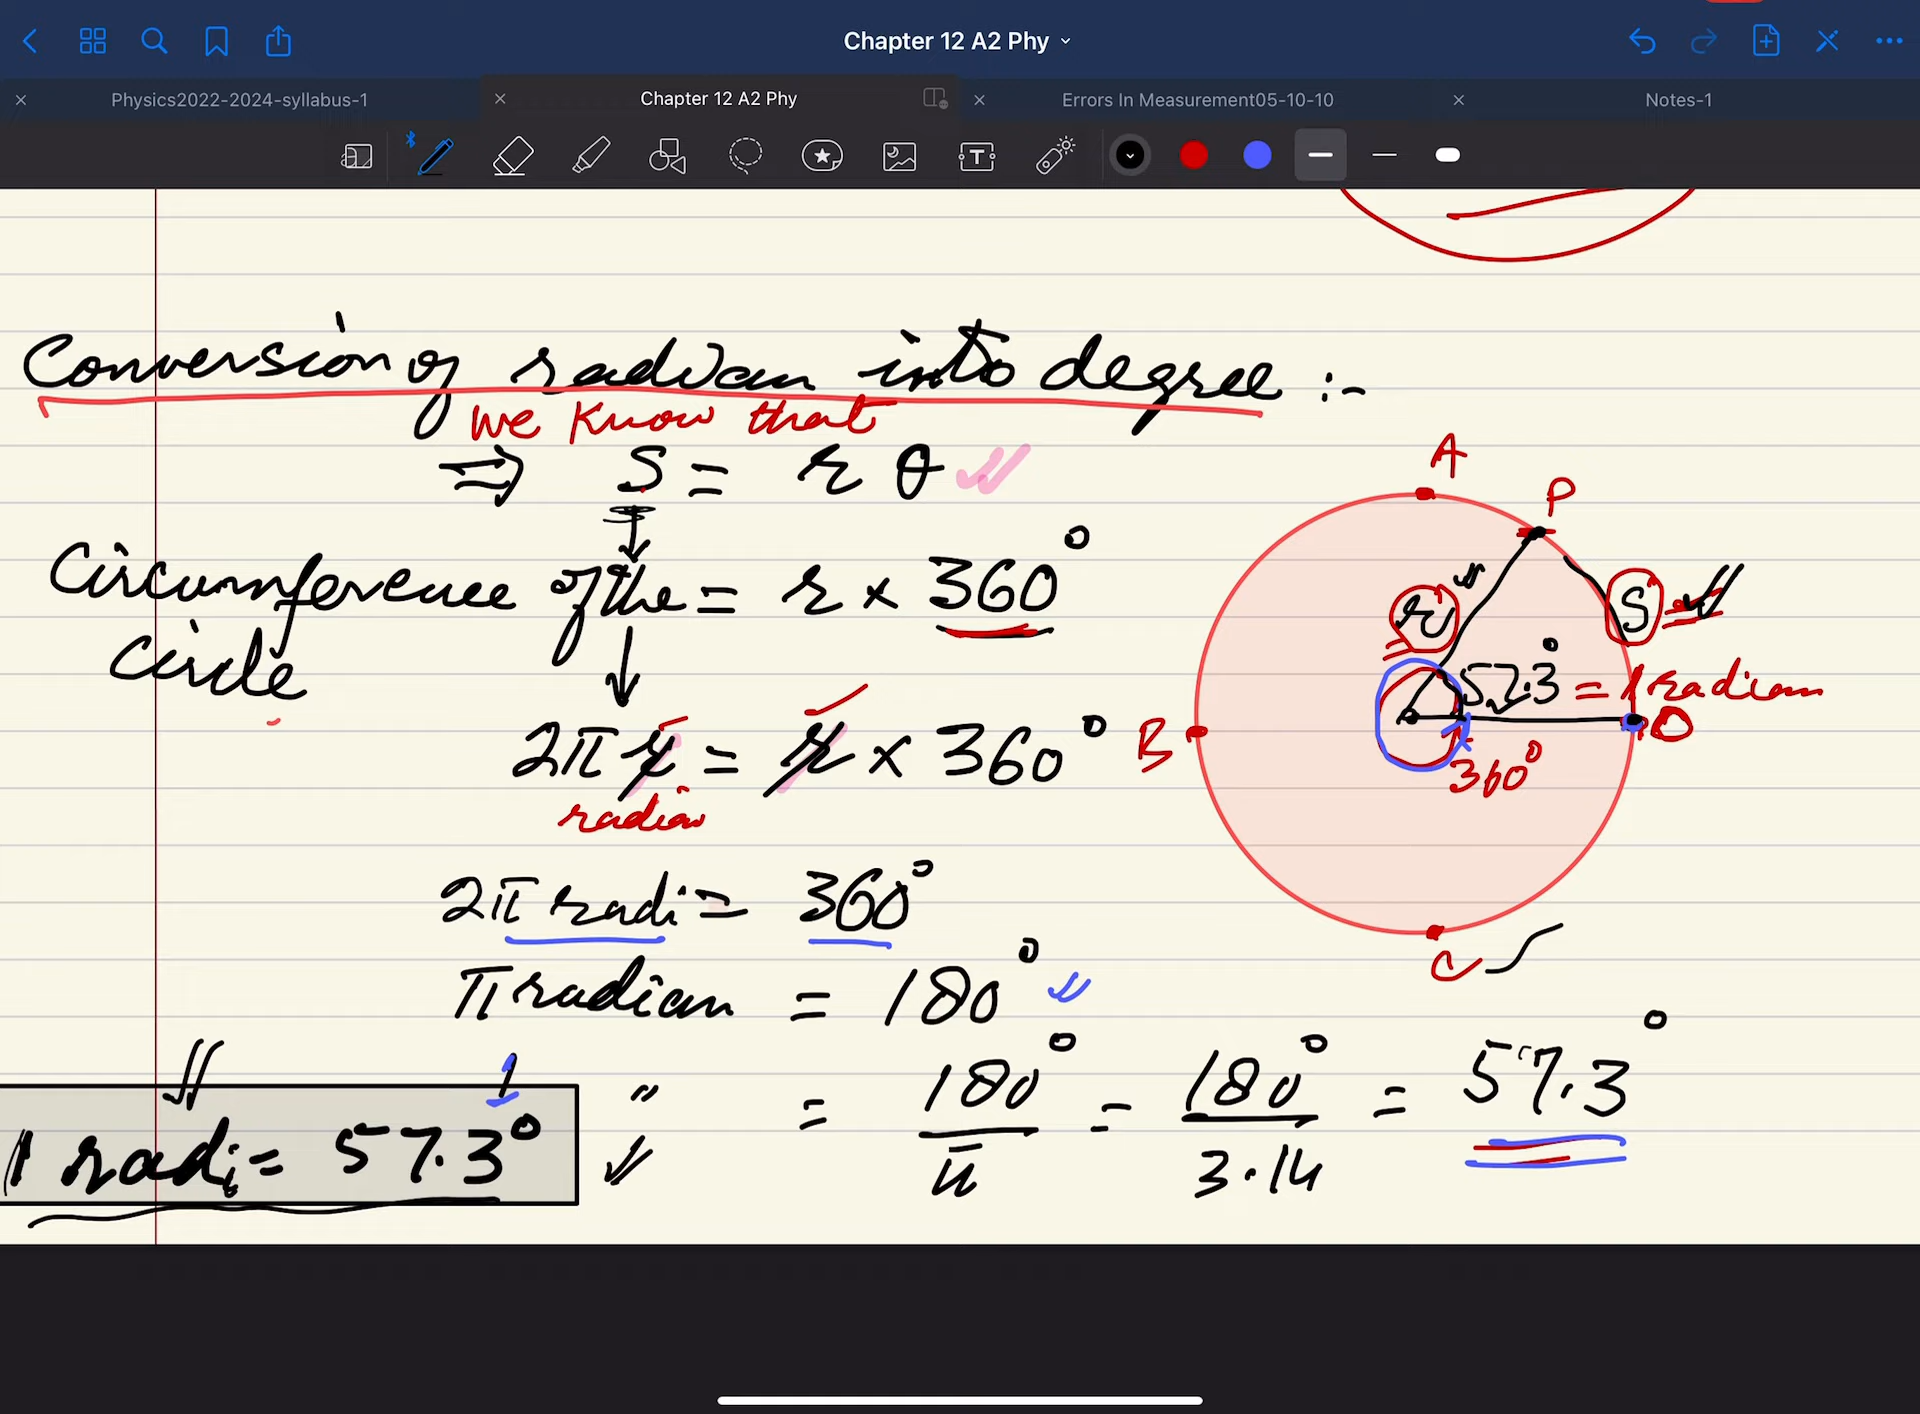 Chapter 12 A2 Phy
Physics2022-2024-syllabus-1
Chapter 12 A2 Phy
Errors In Measurement05-10-10
Notes-1
T
Conversion of radian into degree :-
we know that
⇒ S = r θ
Circumference of the = r × 360°
Circle
2π r = r × 360°
radian
2π radi = 360°
π radian = 180°
1 〃 = 180°/π = 180°/3.14 = 57.3°
1 radi = 57.3°
A
P
r
S
57.3° = 1 radian
O
B
360°
C